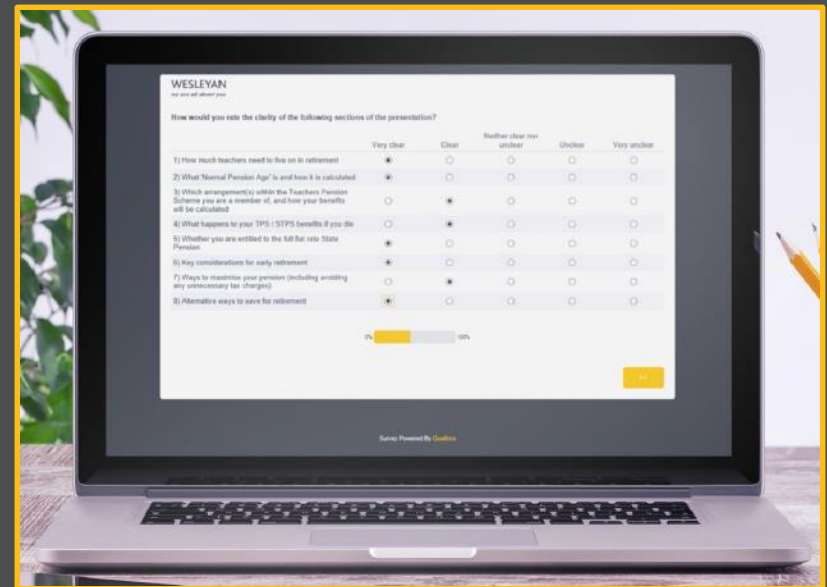 WESLEYAN
we are all about you
How would you rate the clarity of the following sections of the presentation?
Neither clear nor
Very clear Clear unclear Unclear Very unclear
1) How much teachers need to live on in retirement
2) What 'Normal Pension Age' is and how it is calculated
3) Which arrangement(s) within the Teachers Pension
Scheme you are a member of, and how your benefits
will be calculated
4) What happens to your TPS / STPS benefits if you die
5) Whether you are entitled to the full flat rate State
Pension
6) Key considerations for early retirement
7) Ways to maximise your pension (including avoiding
any unnecessary tax charges)
8) Alternative ways to save for retirement
0% 100%
Survey Powered By Qualtrics